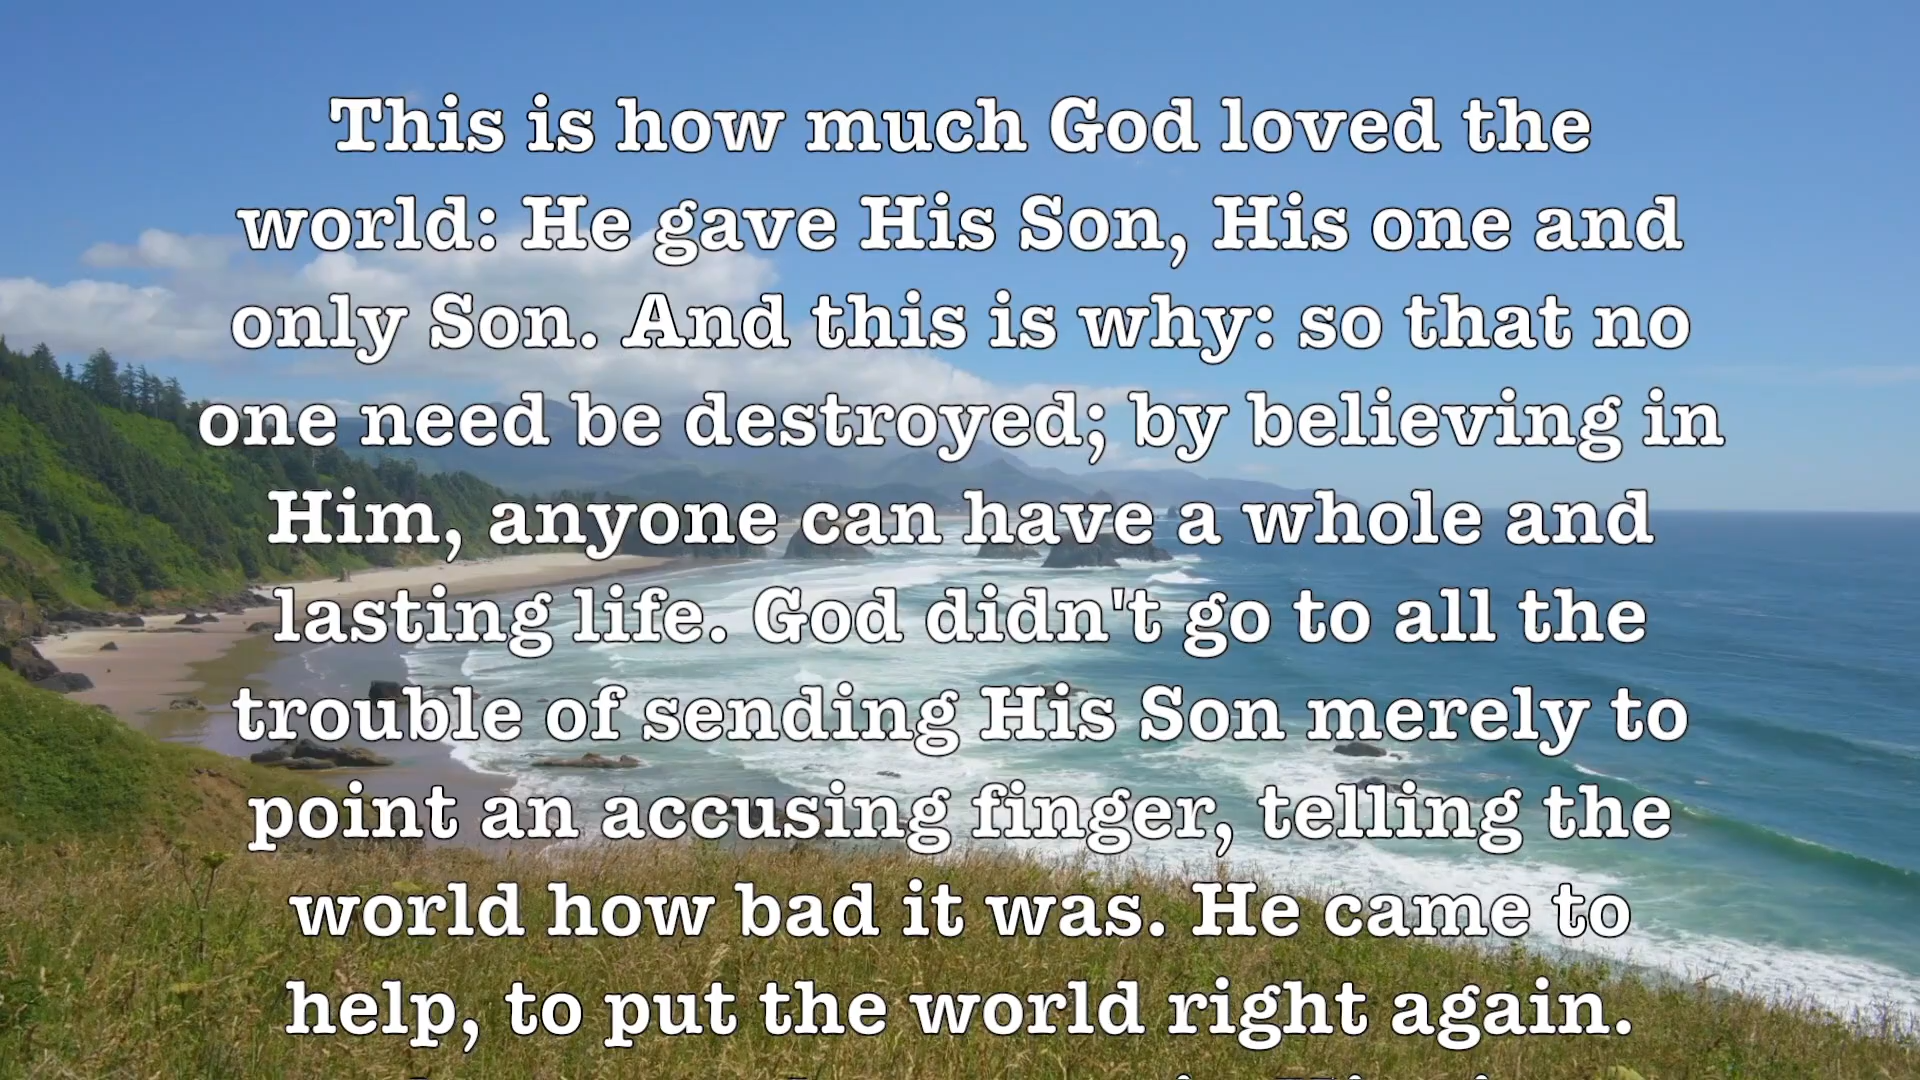 This is how much God loved the
world: He gave His Son, His one and
only Son. And this is why: so that no
one need be destroyed; by believing in
Him, anyone can have a whole and
lasting life. God didn't go to all the
trouble of sending His Son merely to
point an accusing finger, telling the
world how bad it was. He came to
help, to put the world right again.